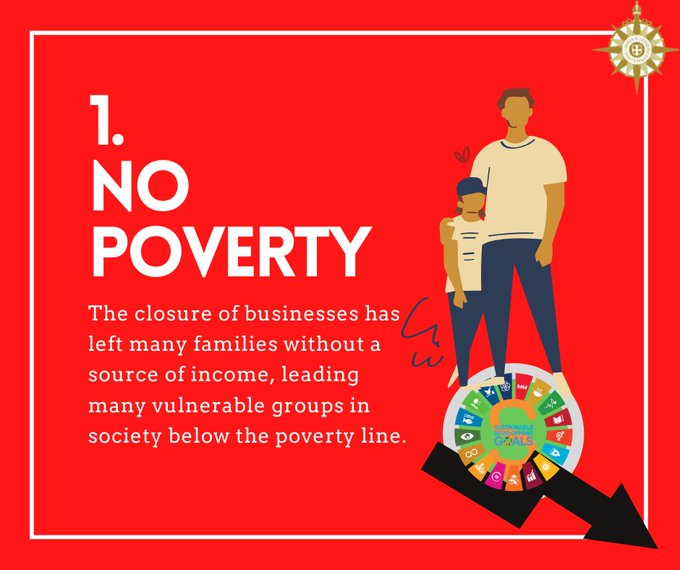 1.
NO
POVERTY
The closure of businesses has
left many families without a
source of income, leading
many vulnerable groups in
society below the poverty line.
SUSTAINABLE
DEVELOPMENT
GOALS